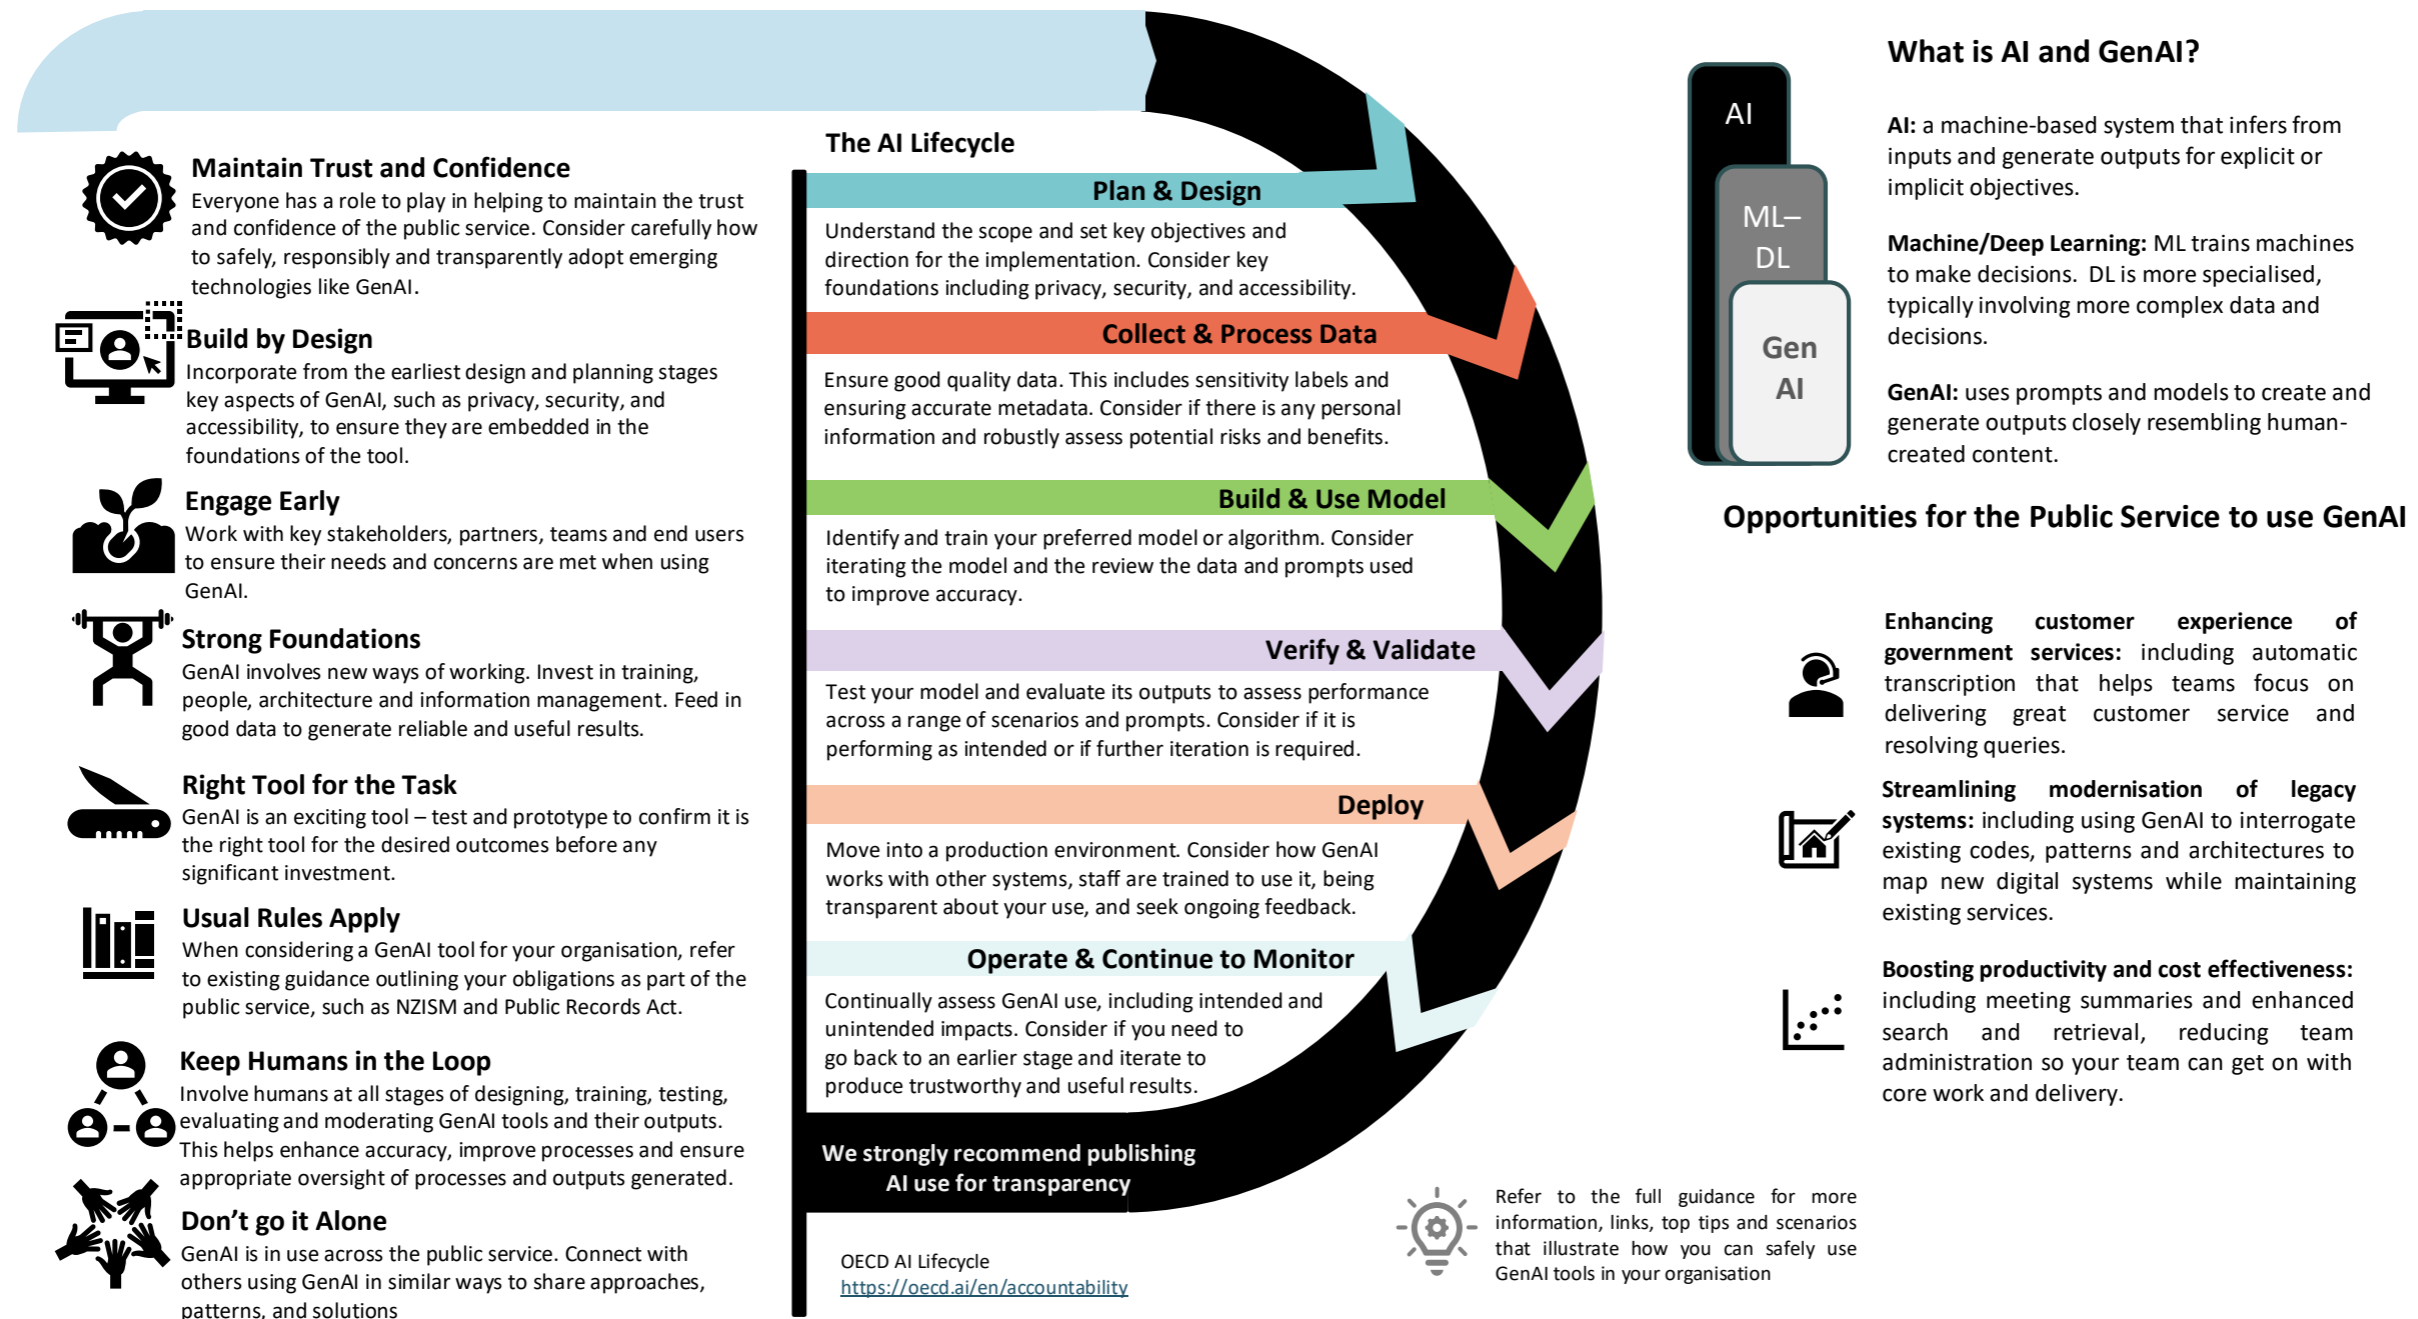 Maintain Trust and Confidence
Everyone has a role to play in helping to maintain the trust
and confidence of the public service. Consider carefully how
to safely, responsibly and transparently adopt emerging
technologies like GenAI.
Build by Design
Incorporate from the earliest design and planning stages
key aspects of GenAI, such as privacy, security, and
accessibility, to ensure they are embedded in the
foundations of the tool.
Engage Early
Work with key stakeholders, partners, teams and end users
to ensure their needs and concerns are met when using
GenAI.
Strong Foundations
GenAI involves new ways of working. Invest in training,
people, architecture and information management. Feed in
good data to generate reliable and useful results.
Right Tool for the Task
GenAI is an exciting tool – test and prototype to confirm it is
the right tool for the desired outcomes before any
significant investment.
Usual Rules Apply
When considering a GenAI tool for your organisation, refer
to existing guidance outlining your obligations as part of the
public service, such as NZISM and Public Records Act.
Keep Humans in the Loop
Involve humans at all stages of designing, training, testing,
evaluating and moderating GenAI tools and their outputs.
This helps enhance accuracy, improve processes and ensure
appropriate oversight of processes and outputs generated.
Don't go it Alone
GenAI is in use across the public service. Connect with
others using GenAI in similar ways to share approaches,
patterns, and solutions
The AI Lifecycle
Plan & Design
Understand the scope and set key objectives and
direction for the implementation. Consider key
foundations including privacy, security, and accessibility.
Collect & Process Data
Ensure good quality data. This includes sensitivity labels and
ensuring accurate metadata. Consider if there is any personal
information and robustly assess potential risks and benefits.
Build & Use Model
Identify and train your preferred model or algorithm. Consider
iterating the model and the review the data and prompts used
to improve accuracy.
Verify & Validate
Test your model and evaluate its outputs to assess performance
across a range of scenarios and prompts. Consider if it is
performing as intended or if further iteration is required.
Deploy
Move into a production environment. Consider how GenAI
works with other systems, staff are trained to use it, being
transparent about your use, and seek ongoing feedback.
Operate & Continue to Monitor
Continually assess GenAI use, including intended and
unintended impacts. Consider if you need to
go back to an earlier stage and iterate to
produce trustworthy and useful results.
We strongly recommend publishing
AI use for transparency
OECD AI Lifecycle
https://oecd.ai/en/accountability
What is AI and GenAI?
AI
ML–
DL
Gen
AI
AI: a machine-based system that infers from
inputs and generate outputs for explicit or
implicit objectives.
Machine/Deep Learning: ML trains machines
to make decisions. DL is more specialised,
typically involving more complex data and
decisions.
GenAI: uses prompts and models to create and
generate outputs closely resembling human-
created content.
Opportunities for the Public Service to use GenAI
Enhancing customer experience of
government services: including automatic
transcription that helps teams focus on
delivering great customer service and
resolving queries.
Streamlining modernisation of legacy
systems: including using GenAI to interrogate
existing codes, patterns and architectures to
map new digital systems while maintaining
existing services.
Boosting productivity and cost effectiveness:
including meeting summaries and enhanced
search and retrieval, reducing team
administration so your team can get on with
core work and delivery.
Refer to the full guidance for more
information, links, top tips and scenarios
that illustrate how you can safely use
GenAI tools in your organisation